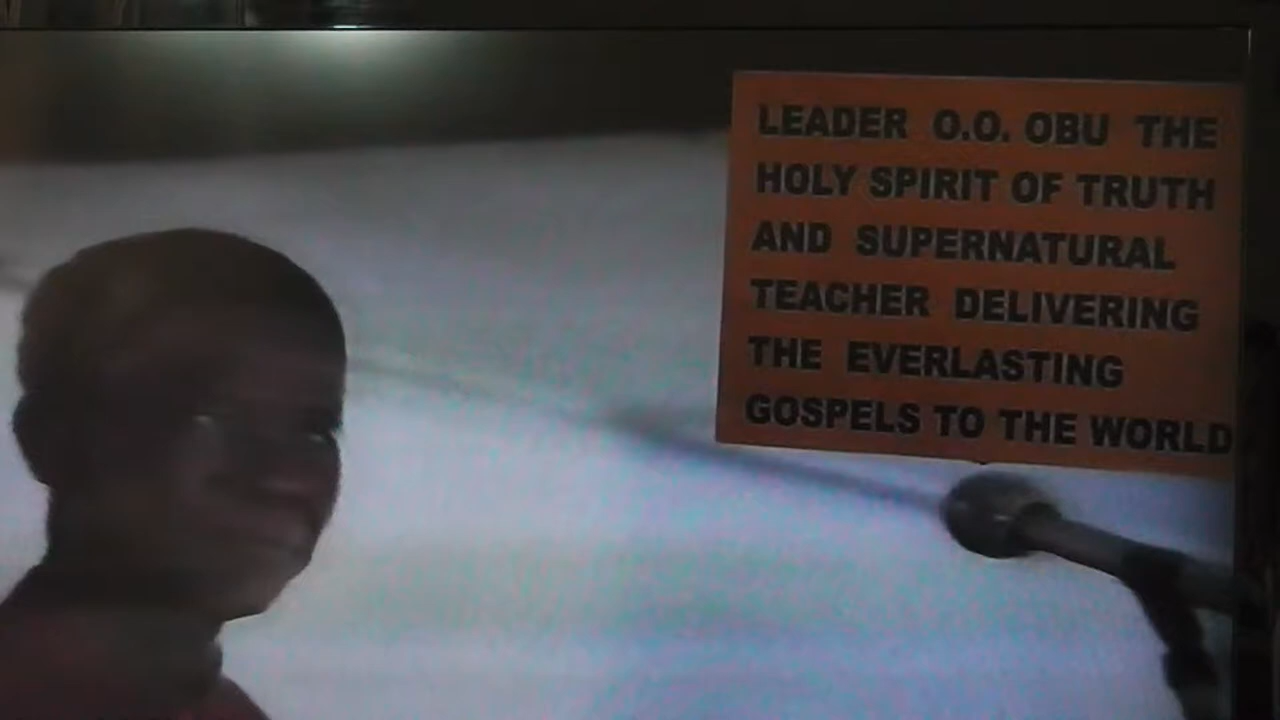 LEADER O.O. OBU THE
HOLY SPIRIT OF TRUTH
AND SUPERNATURAL
TEACHER DELIVERING
THE EVERLASTING
GOSPELS TO THE WORLD